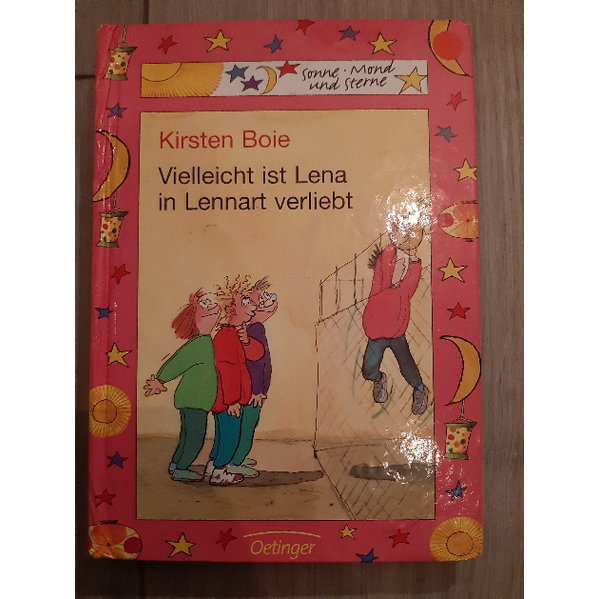 Sonne · Mond
und Sterne
Kirsten Boie
Vielleicht ist Lena
in Lennart verliebt
Oetinger